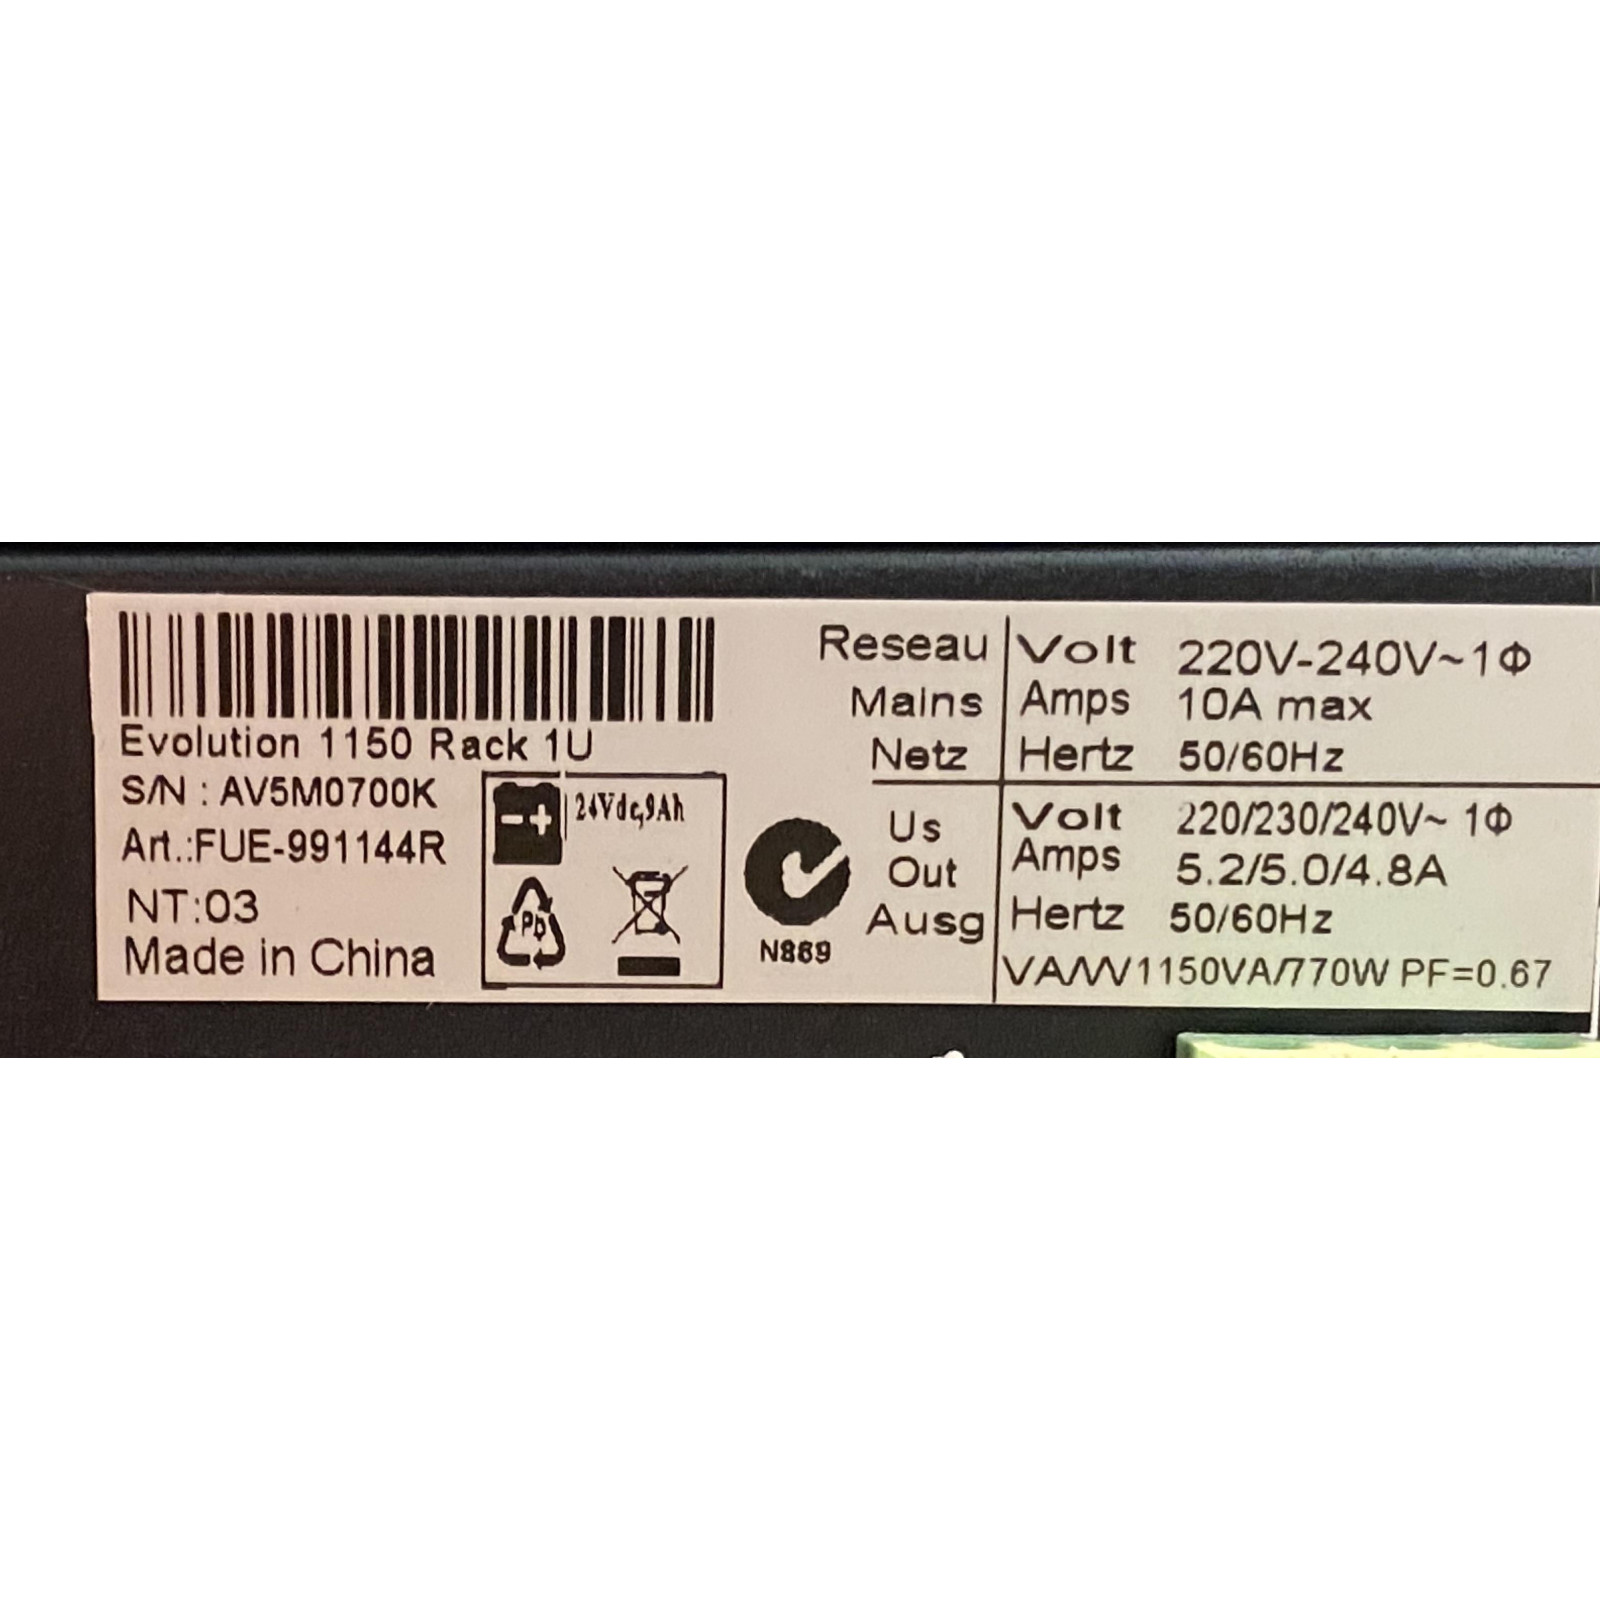 Evolution 1150 Rack 1U
S/N : AV5M0700K
Art.:FUE-991144R
NT:03
Made in China
24Vdc,9Ah
Pb
N869
Reseau
Mains
Netz
Volt 220V-240V~1Φ
Amps 10A max
Hertz 50/60Hz
Us
Out
Ausg
Volt 220/230/240V~ 1Φ
Amps 5.2/5.0/4.8A
Hertz 50/60Hz
VA/W 1150VA/770W PF=0.67